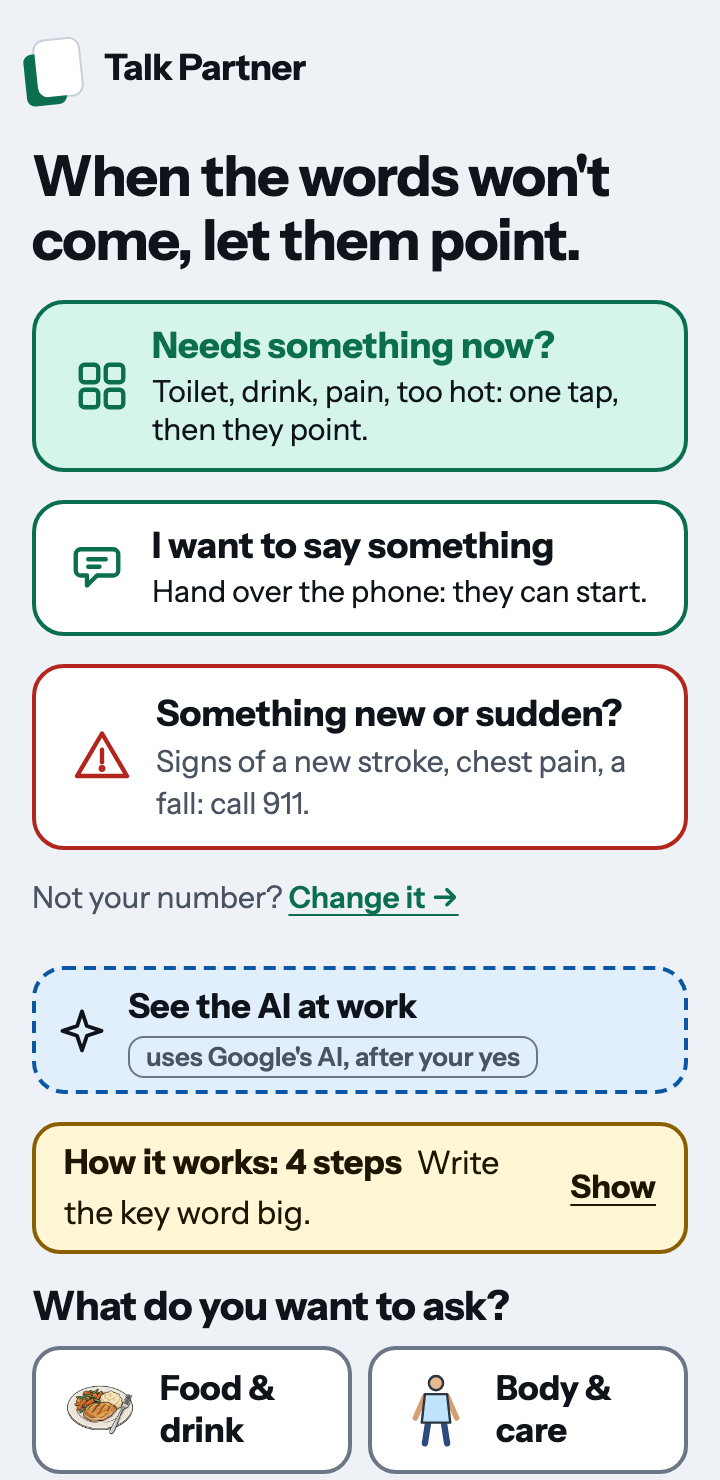 Talk Partner
When the words won't
come, let them point.
Needs something now?
Toilet, drink, pain, too hot: one tap,
then they point.
I want to say something
Hand over the phone: they can start.
Something new or sudden?
Signs of a new stroke, chest pain, a
fall: call 911.
Not your number? Change it →
See the AI at work
uses Google's AI, after your yes
How it works: 4 steps Write
the key word big.
Show
What do you want to ask?
Food &
drink
Body &
care